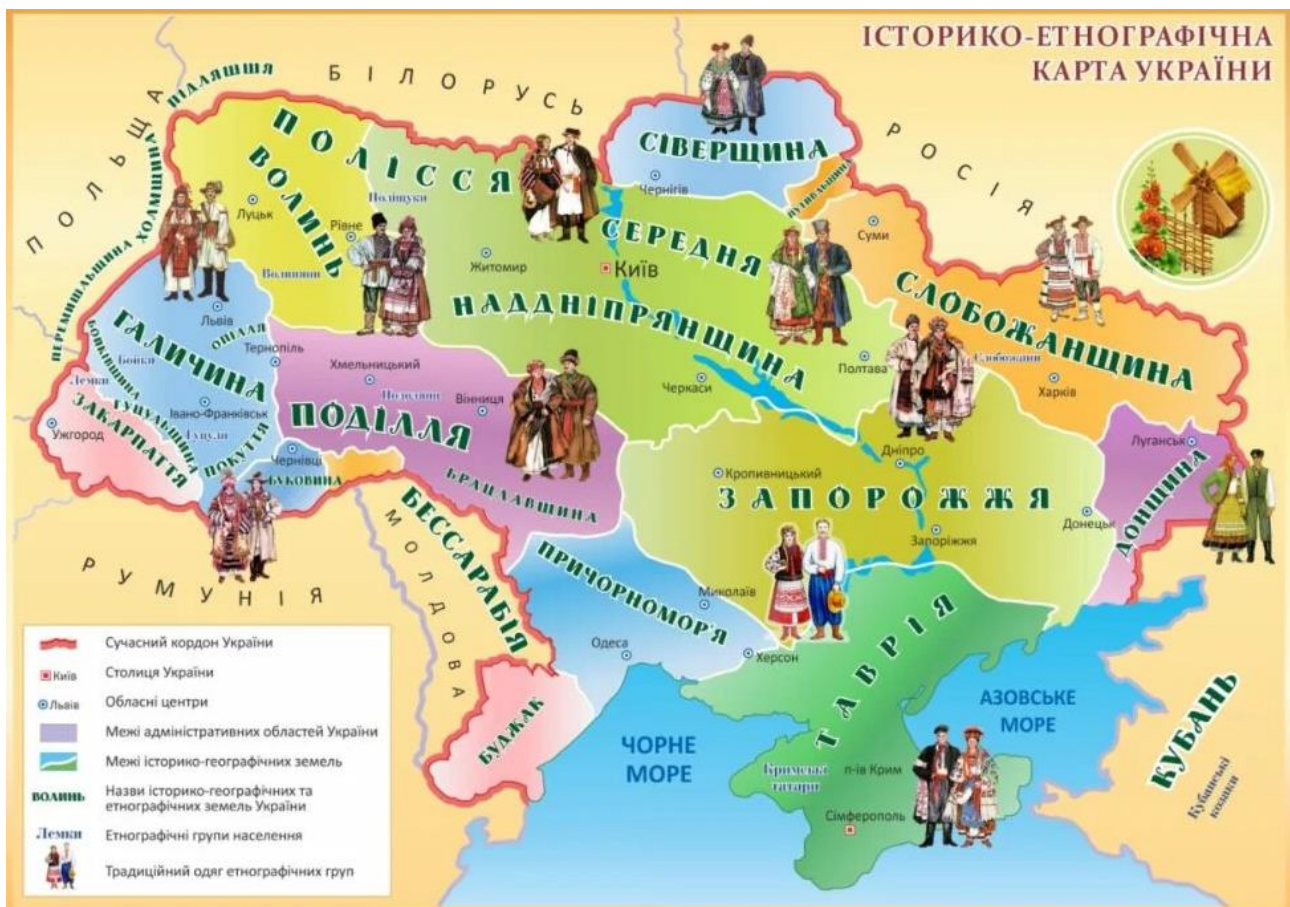 ІСТОРИКО-ЕТНОГРАФІЧНА
КАРТА УКРАЇНИ
БІЛОРУСЬ
ПОЛЬЩА
РОСІЯ
ПІДЛЯШШЯ
ХОЛМЩИНА
ПЕРЕМИШЛЬЩИНА
ПОЛІССЯ
Поліщуки
ВОЛИНЬ
Луцьк
Рівне
Волиняни
Житомир
СІВЕРЩИНА
Чернігів
ПУТИВЛЬЩИНА
Суми
СЕРЕДНЯ
НАДДНІПРЯНЩИНА
Київ
Черкаси
Полтава
СЛОБОЖАНЩИНА
Слобожани
Харків
ГАЛИЧИНА
Львів
ОПІЛЛЯ
Тернопіль
БОЙКІВЩИНА
Бойки
Лемки
ГУЦУЛЬЩИНА
Івано-Франківськ
Гуцули
ЗАКАРПАТТЯ
Ужгород
ПОКУТТЯ
Чернівці
БУКОВИНА
ПОДІЛЛЯ
Хмельницький
Подоляни
Вінниця
БРАЦЛАВЩИНА
ЗАПОРОЖЖЯ
Кропивницький
Дніпро
Запоріжжя
Донецьк
ДОНЩИНА
Луганськ
РУМУНІЯ
МОЛДОВА
БЕССАРАБІЯ
БУДЖАК
ПРИЧОРНОМОР'Я
Миколаїв
Одеса
Херсон
ТАВРІЯ
Кримські
татари
п-ів Крим
Сімферополь
ЧОРНЕ
МОРЕ
АЗОВСЬКЕ
МОРЕ
КУБАНЬ
Кубанські
козаки
Сучасний кордон України
Київ
Столиця України
Львів
Обласні центри
Межі адміністративних областей України
Межі історико-географічних земель
ВОЛИНЬ
Назви історико-географічних та
етнографічних земель України
Лемки
Етнографічні групи населення
Традиційний одяг етнографічних груп